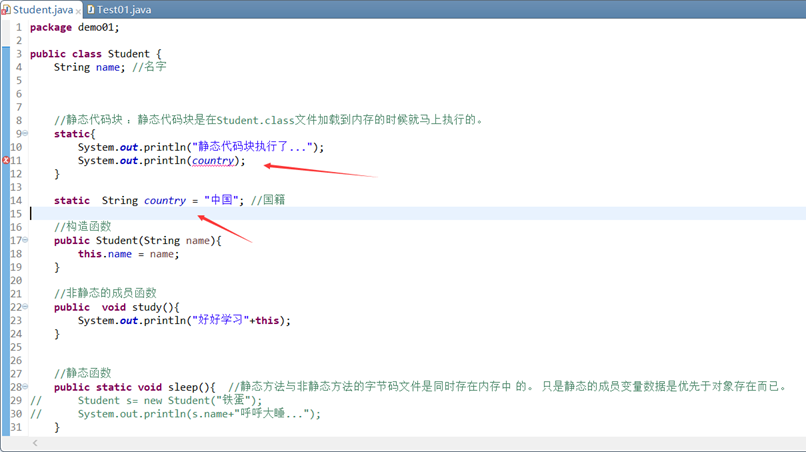 Student.java Test01.java
1 package demo01;
2
3 public class Student {
4 String name; //名字
5
6
7
8 //静态代码块 ：静态代码块是在Student.class文件加载到内存的时候就马上执行的。
9 static{
10 System.out.println("静态代码块执行了...");
11 System.out.println(country);
12 }
13
14 static  String country = "中国"; //国籍
15
16 //构造函数
17 public Student(String name){
18 this.name = name;
19 }
20
21 //非静态的成员函数
22 public  void study(){
23 System.out.println("好好学习"+this);
24 }
25
26
27 //静态函数
28 public static void sleep(){  //静态方法与非静态方法的字节码文件是同时存在内存中 的。 只是静态的成员变量数据是优先于对象存在而已。
29 // Student s= new Student("铁蛋");
30 // System.out.println(s.name+"呼呼大睡...");
31 }